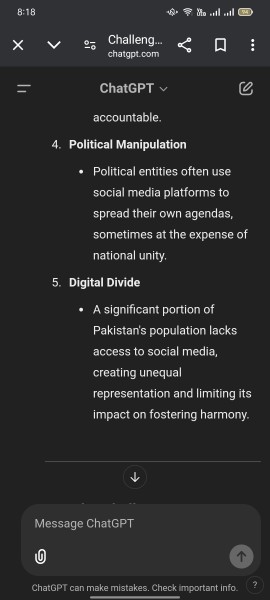 8:18
Challeng...
chatgpt.com
ChatGPT
accountable.
4. Political Manipulation
• Political entities often use
social media platforms to
spread their own agendas,
sometimes at the expense of
national unity.
5. Digital Divide
• A significant portion of
Pakistan's population lacks
access to social media,
creating unequal
representation and limiting its
impact on fostering harmony.
Message ChatGPT
ChatGPT can make mistakes. Check important info.
?